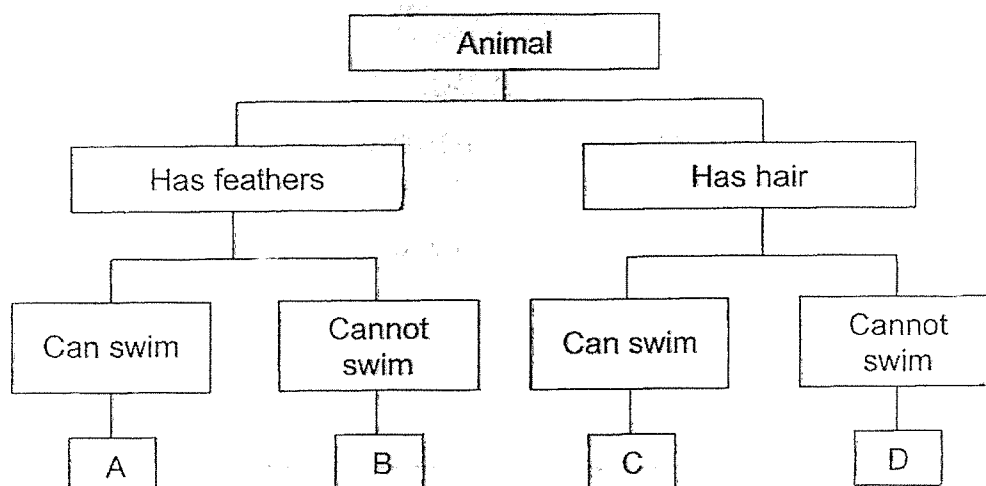 Animal
Has feathers
Has hair
Can swim
Cannot
swim
Can swim
Cannot
swim
A
B
C
D